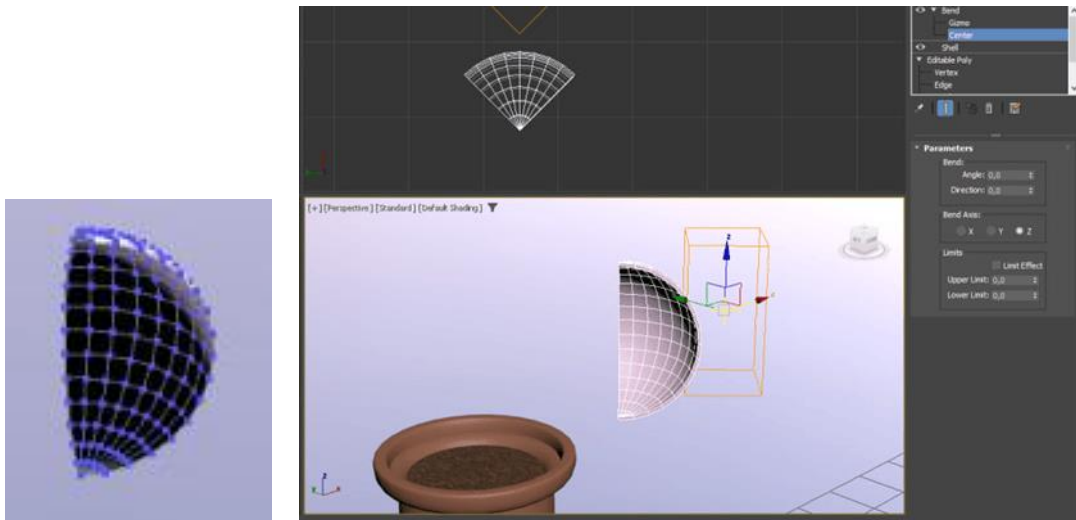 Bend
Gizmo
Center
Shell
Editable Poly
Vertex
Edge
Parameters
Bend:
Angle: 0,0
Direction: 0,0
Bend Axis:
X Y Z
Limits
Limit Effect
Upper Limit: 0,0
Lower Limit: 0,0
[+] [Perspective] [Standard] [Default Shading]
z
z